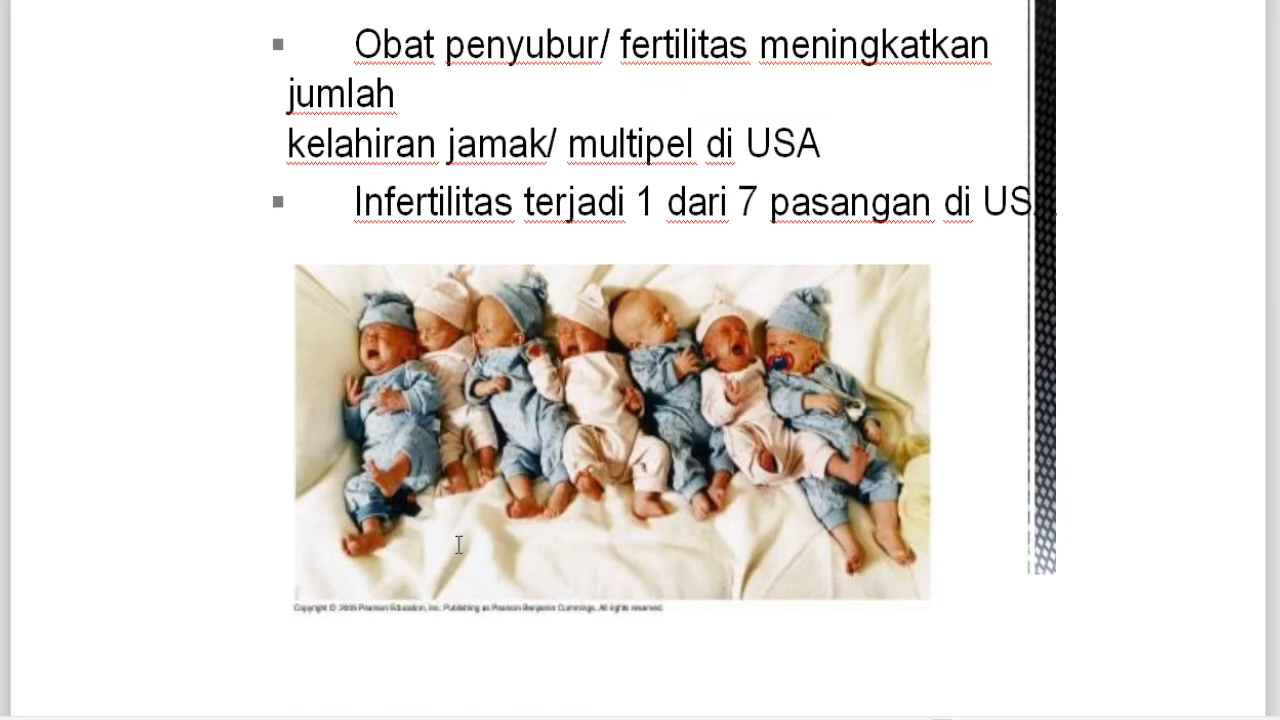 Obat penyubur/ fertilitas meningkatkan
jumlah
kelahiran jamak/ multipel di USA
Infertilitas terjadi 1 dari 7 pasangan di US
Copyright © 2005 Pearson Education, Inc. Publishing as Pearson Benjamin Cummings. All rights reserved.